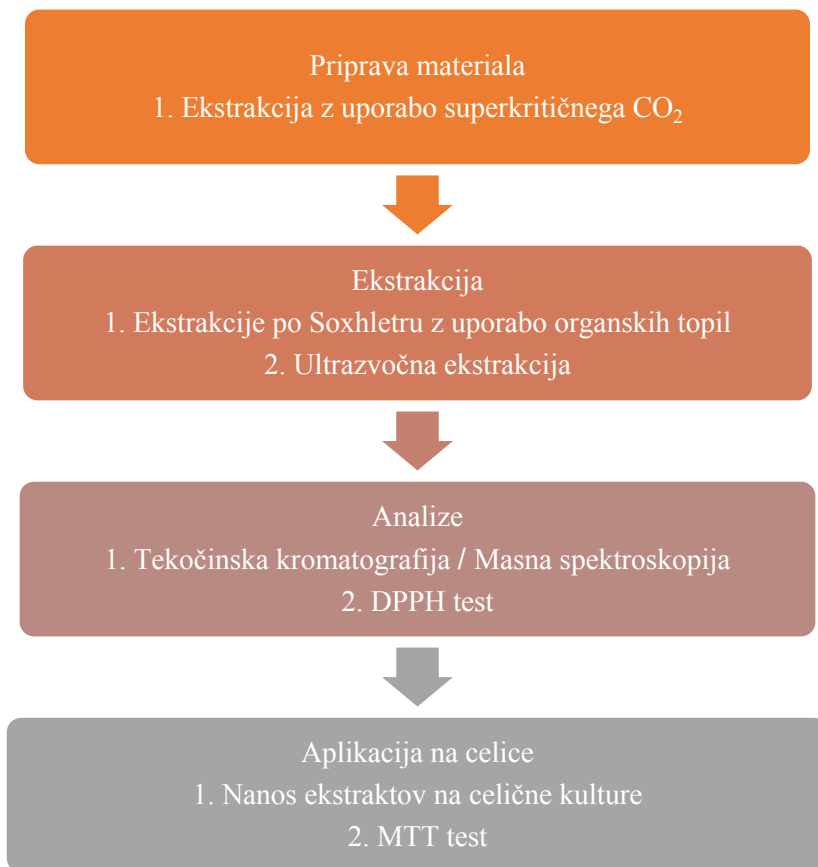 Priprava materiala
1. Ekstrakcija z uporabo superkritičnega CO₂
Ekstrakcija
1. Ekstrakcije po Soxhletru z uporabo organskih topil
2. Ultrazvočna ekstrakcija
Analize
1. Tekočinska kromatografija / Masna spektroskopija
2. DPPH test
Aplikacija na celice
1. Nanos ekstraktov na celične kulture
2. MTT test